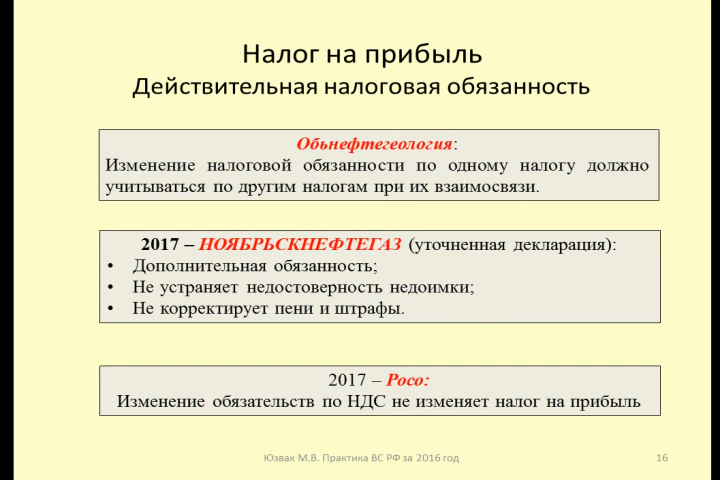 Налог на прибыль
Действительная налоговая обязанность
Обьнефтегеология:
Изменение налоговой обязанности по одному налогу должно
учитываться по другим налогам при их взаимосвязи.
2017 – НОЯБРЬСКНЕФТЕГАЗ (уточненная декларация):
• Дополнительная обязанность;
• Не устраняет недостоверность недоимки;
• Не корректирует пени и штрафы.
2017 – Росо:
Изменение обязательств по НДС не изменяет налог на прибыль
Юзвак М.В. Практика ВС РФ за 2016 год
16